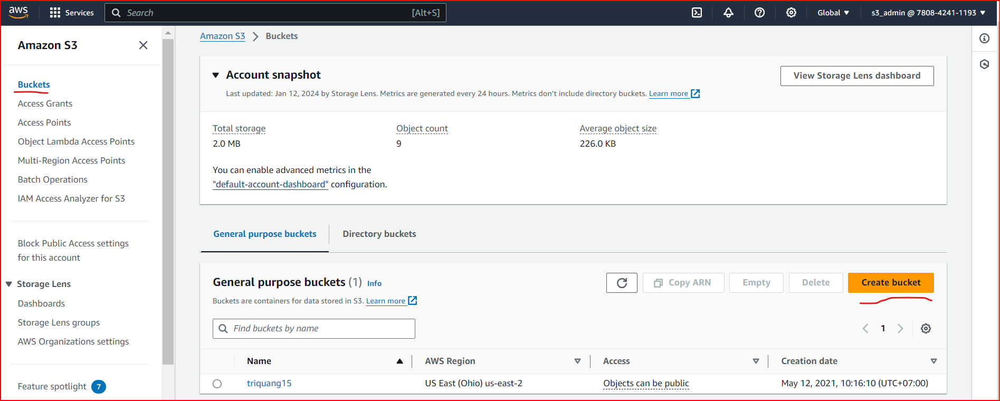 aws Services Search [Alt+S] Global s3_admin @ 7808-4241-1193
Amazon S3
Buckets
Access Grants
Access Points
Object Lambda Access Points
Multi-Region Access Points
Batch Operations
IAM Access Analyzer for S3
Block Public Access settings
for this account
Storage Lens
Dashboards
Storage Lens groups
AWS Organizations settings
Feature spotlight 7
Amazon S3 > Buckets
Account snapshot
View Storage Lens dashboard
Last updated: Jan 12, 2024 by Storage Lens. Metrics are generated every 24 hours. Metrics don't include directory buckets. Learn more
Total storage Object count Average object size
2.0 MB 9 226.0 KB
You can enable advanced metrics in the
"default-account-dashboard" configuration.
General purpose buckets Directory buckets
General purpose buckets (1) Info
Copy ARN Empty Delete Create bucket
Buckets are containers for data stored in S3. Learn more
Find buckets by name
1
Name AWS Region Access Creation date
triquang15 US East (Ohio) us-east-2 Objects can be public May 12, 2021, 10:16:10 (UTC+07:00)